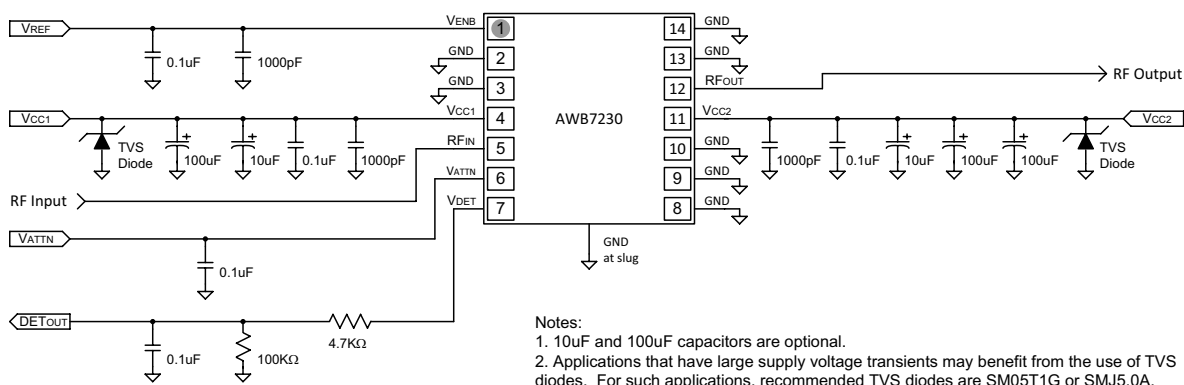 VREF
0.1uF
1000pF
VENB
1
GND
2
GND
3
VCC1
TVS
Diode
100uF
10uF
0.1uF
1000pF
VCC1
4
RFIN
5
RF Input
VATTN
6
VDET
7
VATTN
0.1uF
DETOUT
0.1uF
100KΩ
4.7KΩ
AWB7230
GND
at slug
14
GND
13
GND
12
RFOUT
RF Output
11
VCC2
VCC2
1000pF
0.1uF
10uF
100uF
100uF
TVS
Diode
10
GND
9
GND
8
GND
Notes:
1. 10uF and 100uF capacitors are optional.
2. Applications that have large supply voltage transients may benefit from the use of TVS
diodes. For such applications, recommended TVS diodes are SM05T1G or SMJ5.0A.